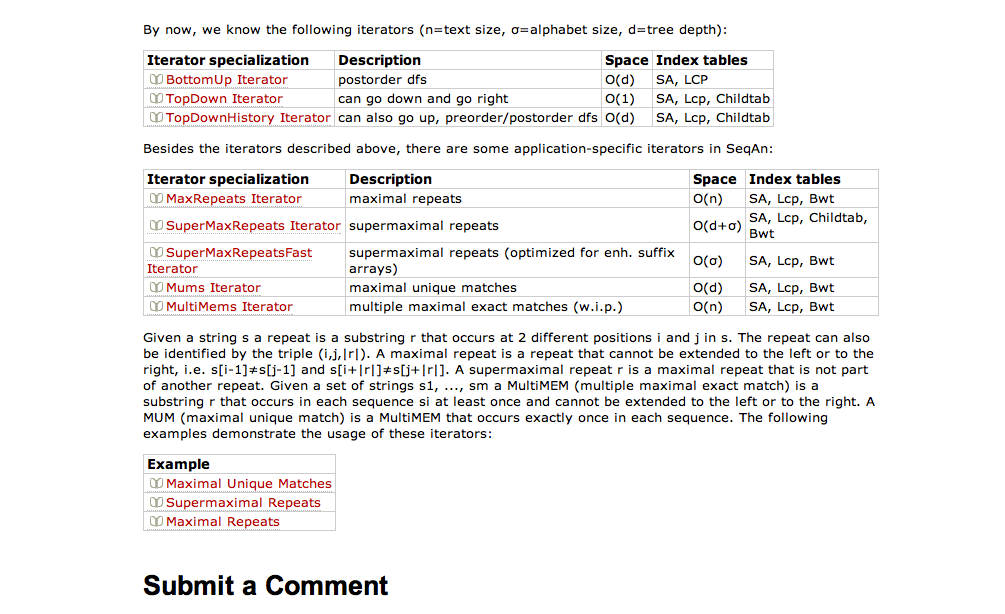 By now, we know the following iterators (n=text size, σ=alphabet size, d=tree depth):
Iterator specialization Description Space Index tables
BottomUp Iterator postorder dfs O(d) SA, LCP
TopDown Iterator can go down and go right O(1) SA, Lcp, Childtab
TopDownHistory Iterator can also go up, preorder/postorder dfs O(d) SA, Lcp, Childtab
Besides the iterators described above, there are some application-specific iterators in SeqAn:
Iterator specialization Description Space Index tables
MaxRepeats Iterator maximal repeats O(n) SA, Lcp, Bwt
SuperMaxRepeats Iterator supermaximal repeats O(d+σ) SA, Lcp, Childtab,
Bwt
SuperMaxRepeatsFast supermaximal repeats (optimized for enh. suffix
Iterator arrays) O(σ) SA, Lcp, Bwt
Mums Iterator maximal unique matches O(d) SA, Lcp, Bwt
MultiMems Iterator multiple maximal exact matches (w.i.p.) O(n) SA, Lcp, Bwt
Given a string s a repeat is a substring r that occurs at 2 different positions i and j in s. The repeat can also
be identified by the triple (i,j,|r|). A maximal repeat is a repeat that cannot be extended to the left or to the
right, i.e. s[i-1]≠s[j-1] and s[i+|r|]≠s[j+|r|]. A supermaximal repeat r is a maximal repeat that is not part
of another repeat. Given a set of strings s1, ..., sm a MultiMEM (multiple maximal exact match) is a
substring r that occurs in each sequence si at least once and cannot be extended to the left or to the right. A
MUM (maximal unique match) is a MultiMEM that occurs exactly once in each sequence. The following
examples demonstrate the usage of these iterators:
Example
Maximal Unique Matches
Supermaximal Repeats
Maximal Repeats
Submit a Comment